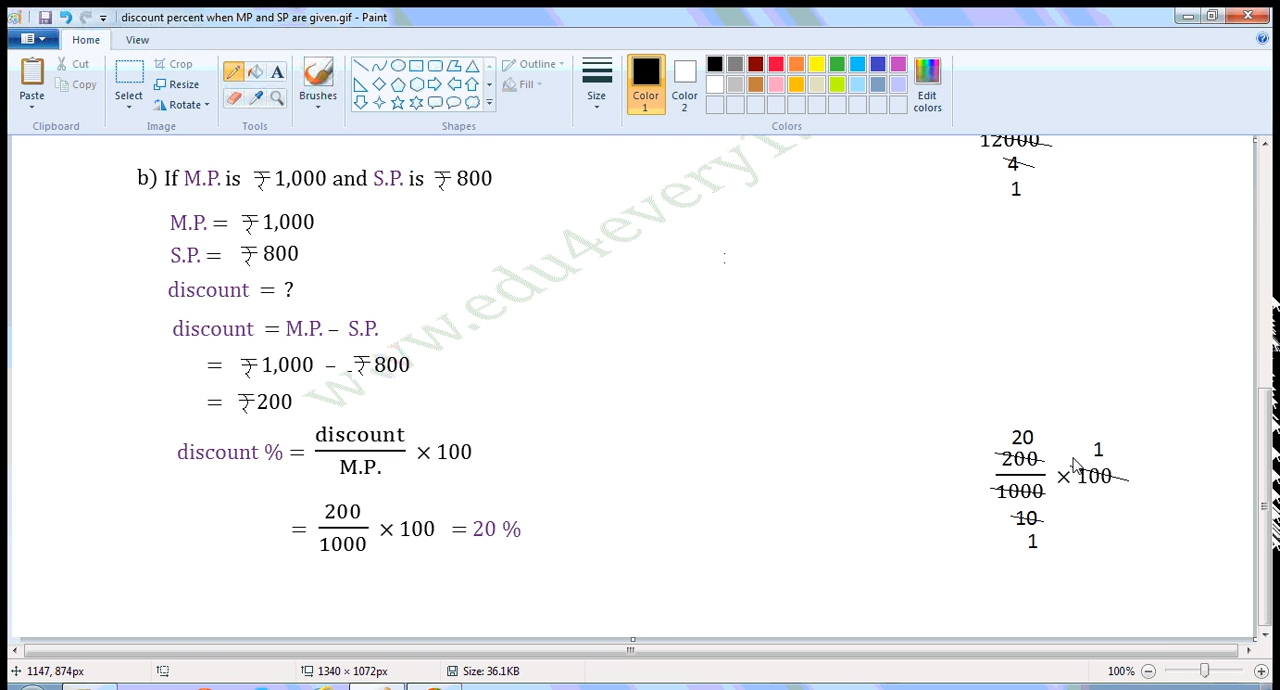 discount percent when MP and SP are given.gif - Paint
Home View
Paste Cut Copy Select Crop Resize Rotate Brushes Outline Fill Size Color 1 Color 2 Edit colors
Clipboard Image Tools Shapes Colors
12000
4
1
b) If M.P. is ₹1,000 and S.P. is ₹800
M.P. = ₹1,000
S.P. = ₹800
discount = ?
discount = M.P. – S.P.
= ₹1,000 – ₹800
= ₹200
discount % = discount / M.P. × 100
= 200 / 1000 × 100 = 20 %
20
200 1
1000 × 100
10
1
www.edu4every
1147, 874px 1340 × 1072px Size: 36.1KB 100%